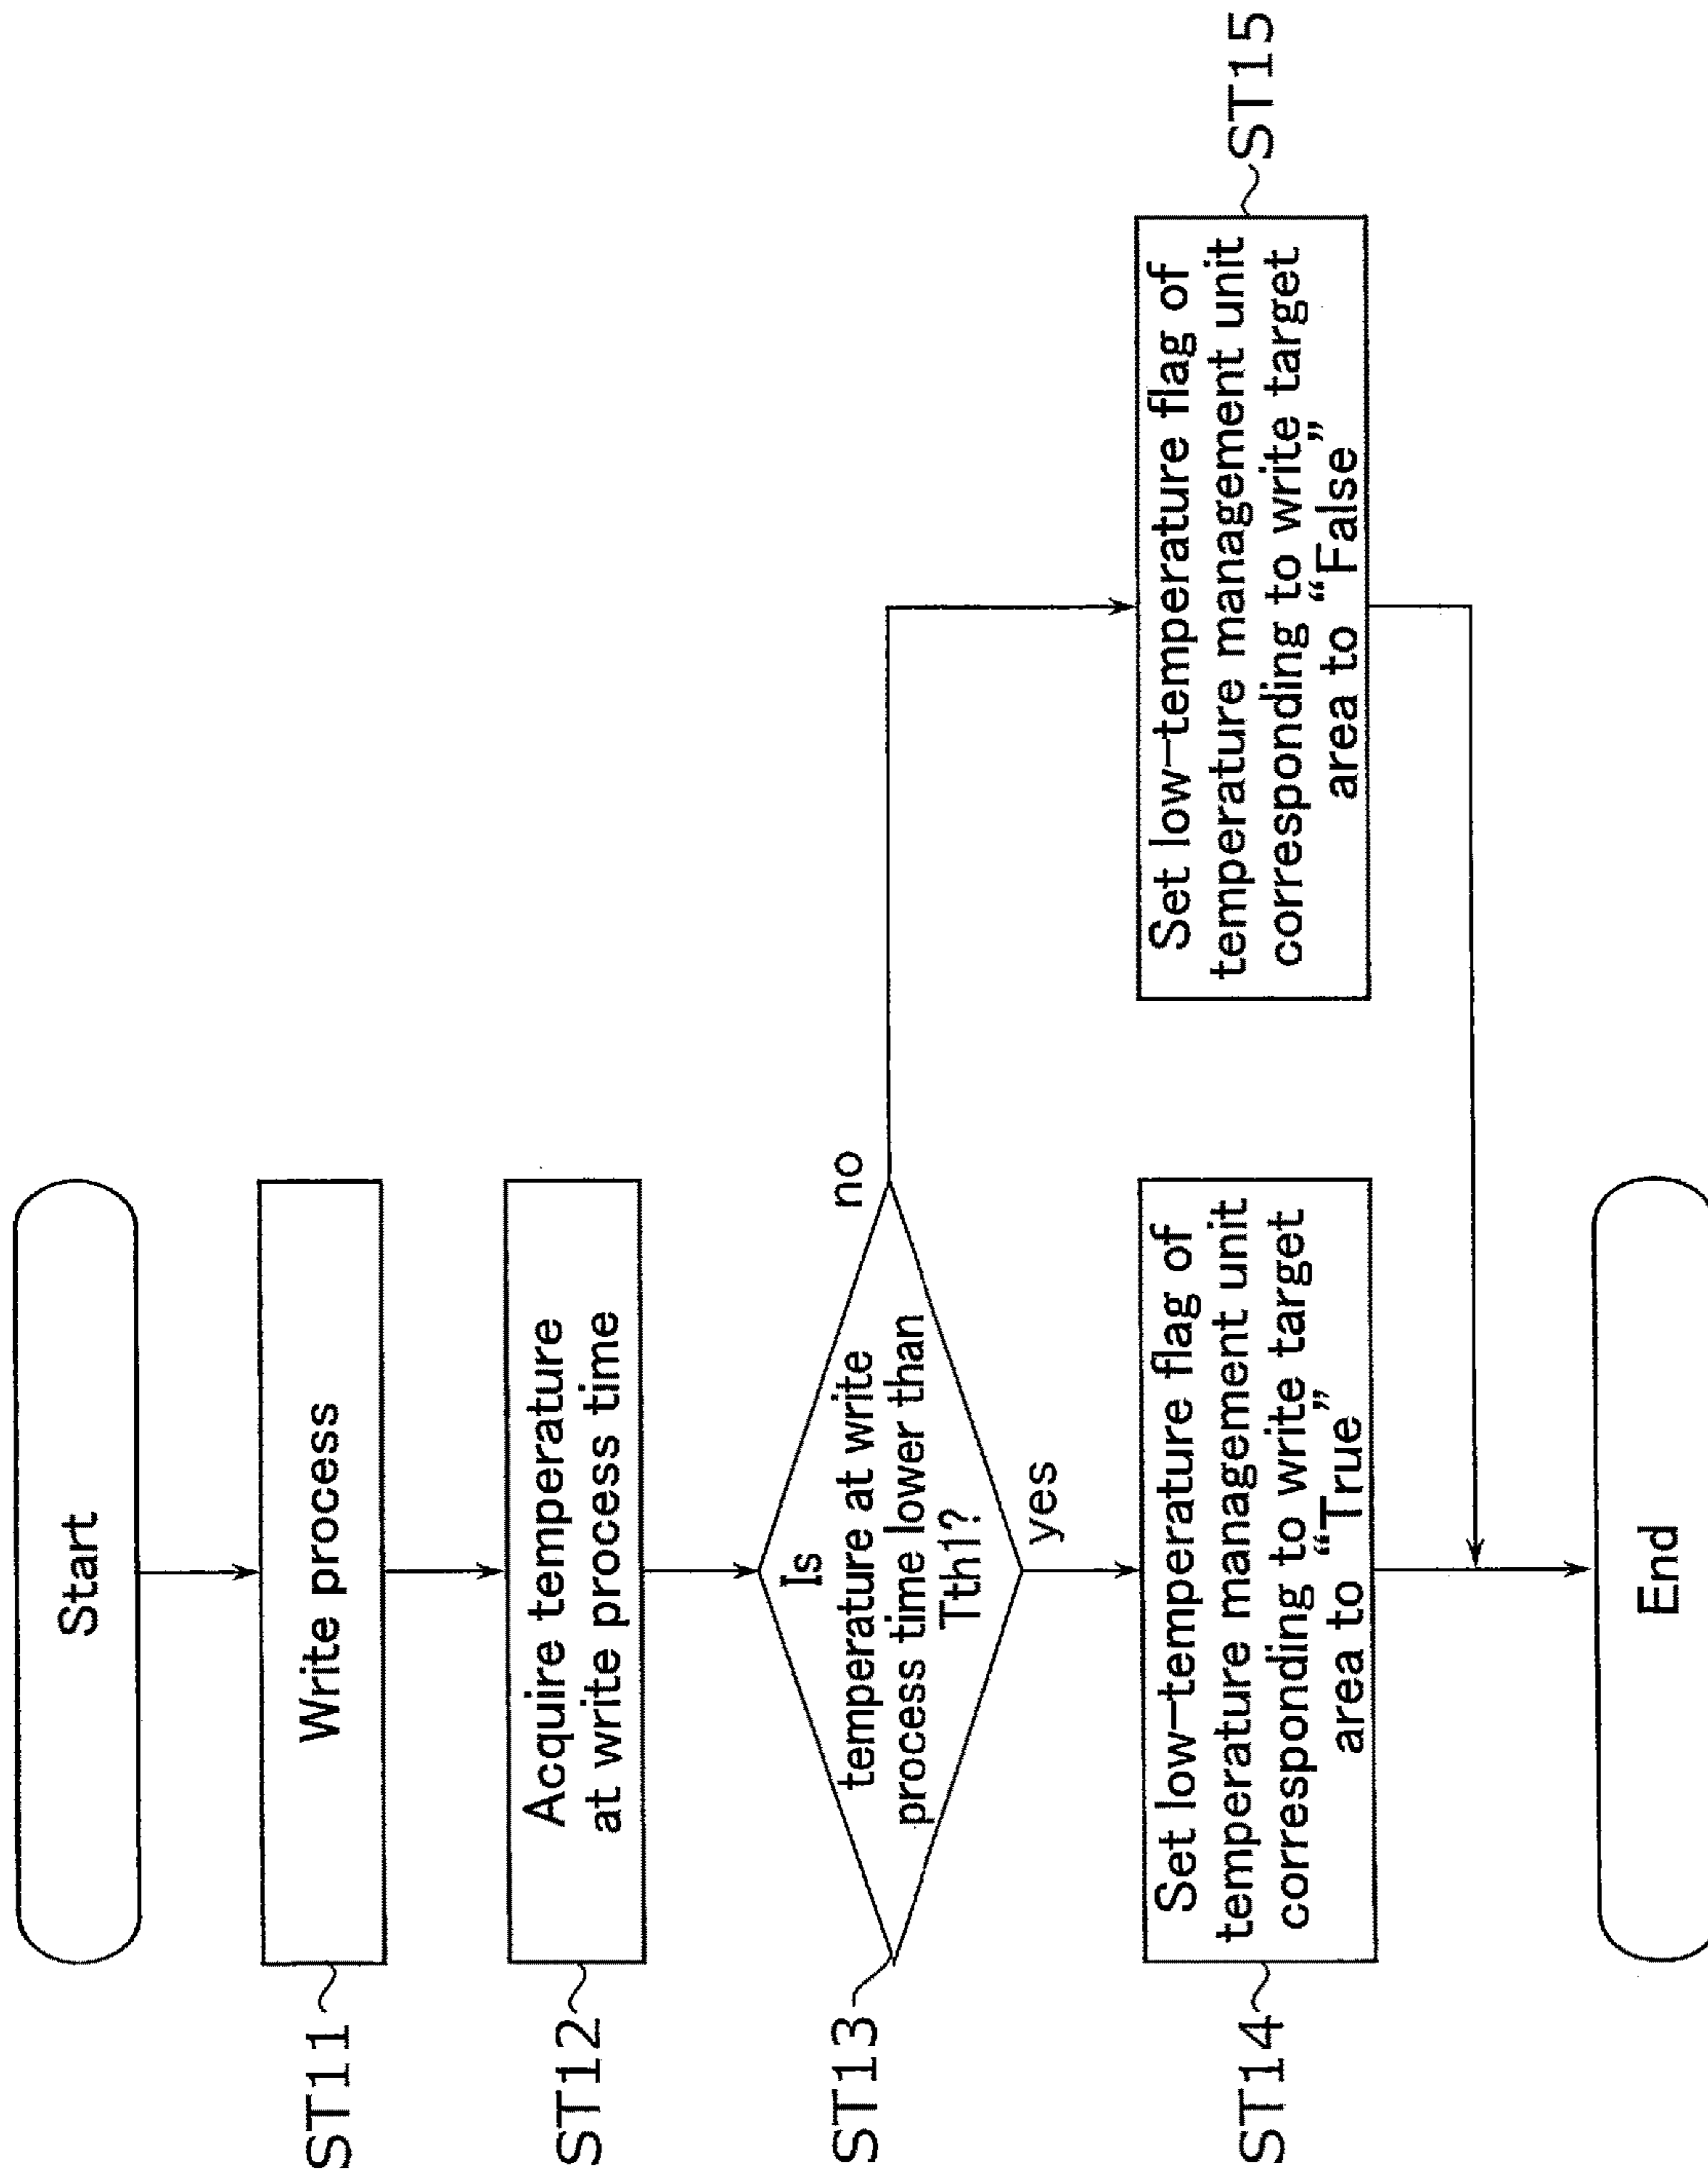 Start
ST11
Write process
ST12
Acquire temperature
at write process time
ST13
Is
temperature at write
process time lower than
Tth1?
no
yes
ST14
Set low-temperature flag of
temperature management unit
corresponding to write target
area to “True”
Set low-temperature flag of
temperature management unit
corresponding to write target
area to “False”
ST15
End